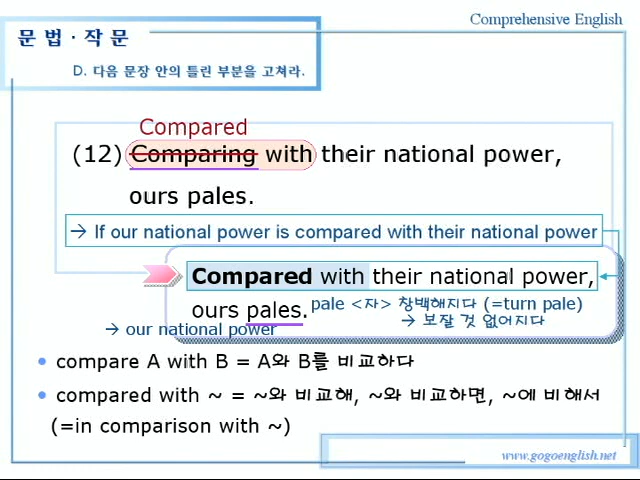 Comprehensive English
문 법 · 작 문
D. 다음 문장 안의 틀린 부분을 고쳐라.
Compared
(12) Comparing with their national power,
ours pales.
→ If our national power is compared with their national power
Compared with their national power,
ours pales. pale <자> 창백해지다 (=turn pale)
→ 보잘 것 없어지다
→ our national power
• compare A with B = A와 B를 비교하다
• compared with ~ = ~와 비교해, ~와 비교하면, ~에 비해서
(=in comparison with ~)
www.gogoenglish.net